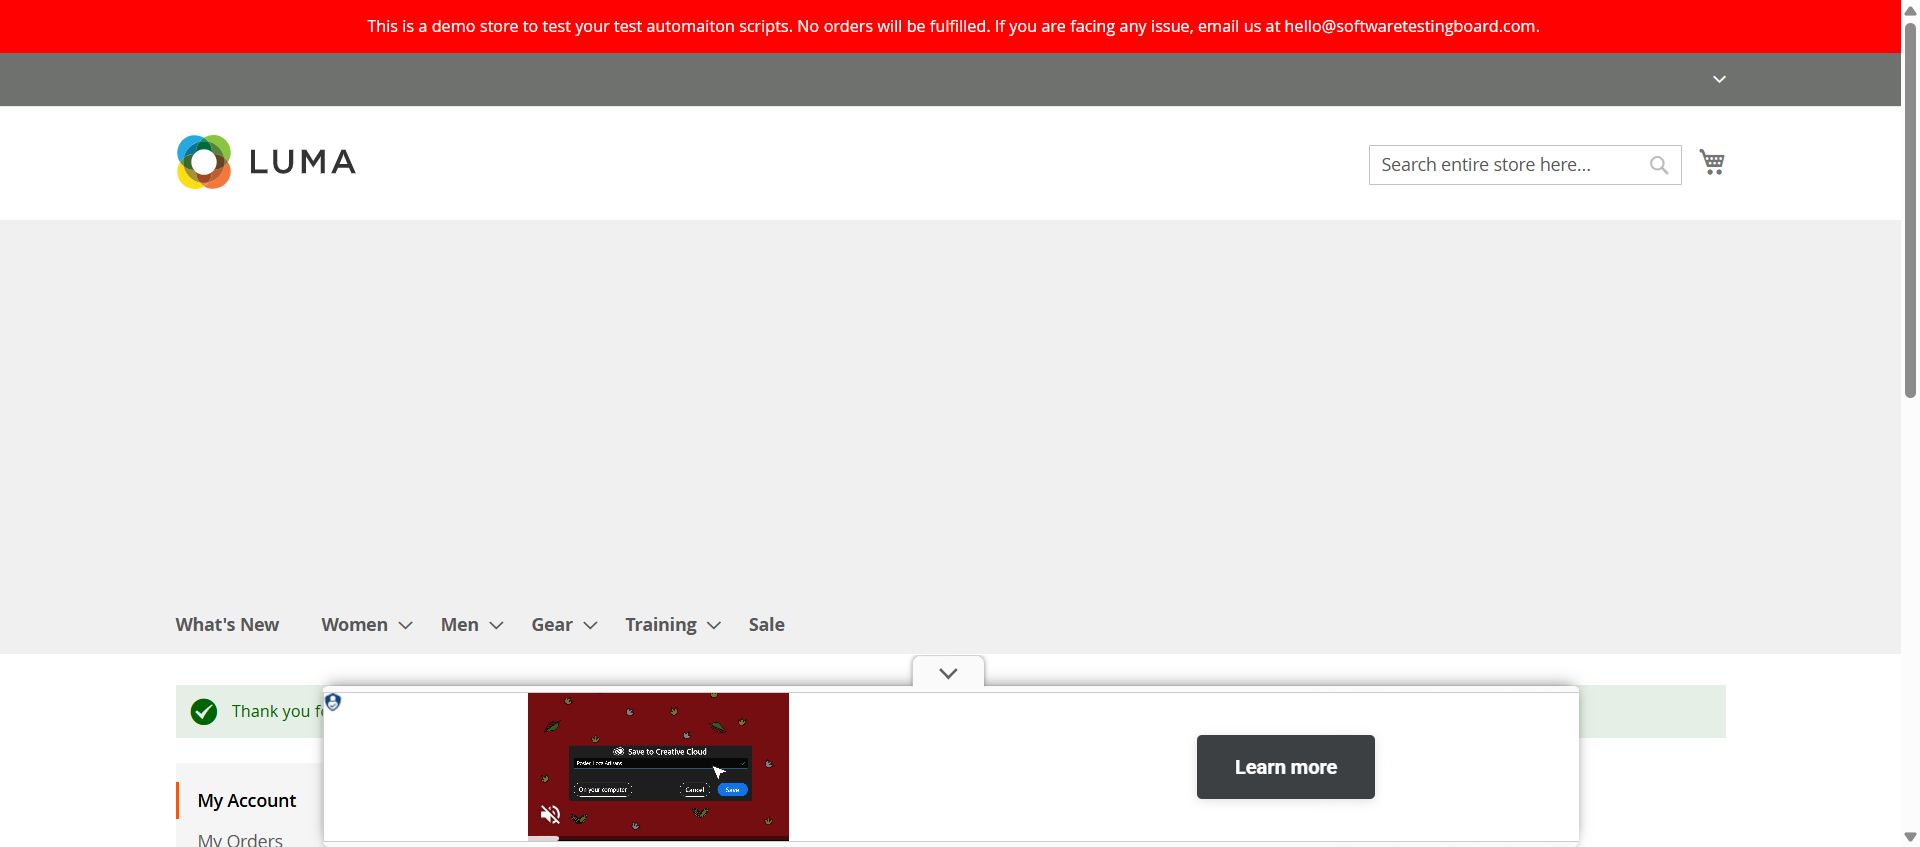 This is a demo store to test your test automaiton scripts. No orders will be fulfilled. If you are facing any issue, email us at hello@softwaretestingboard.com.
LUMA
Search entire store here...
What's New Women Men Gear Training Sale
Thank you
Save to Creative Cloud
On your computer Cancel Save
Learn more
My Account
My Orders